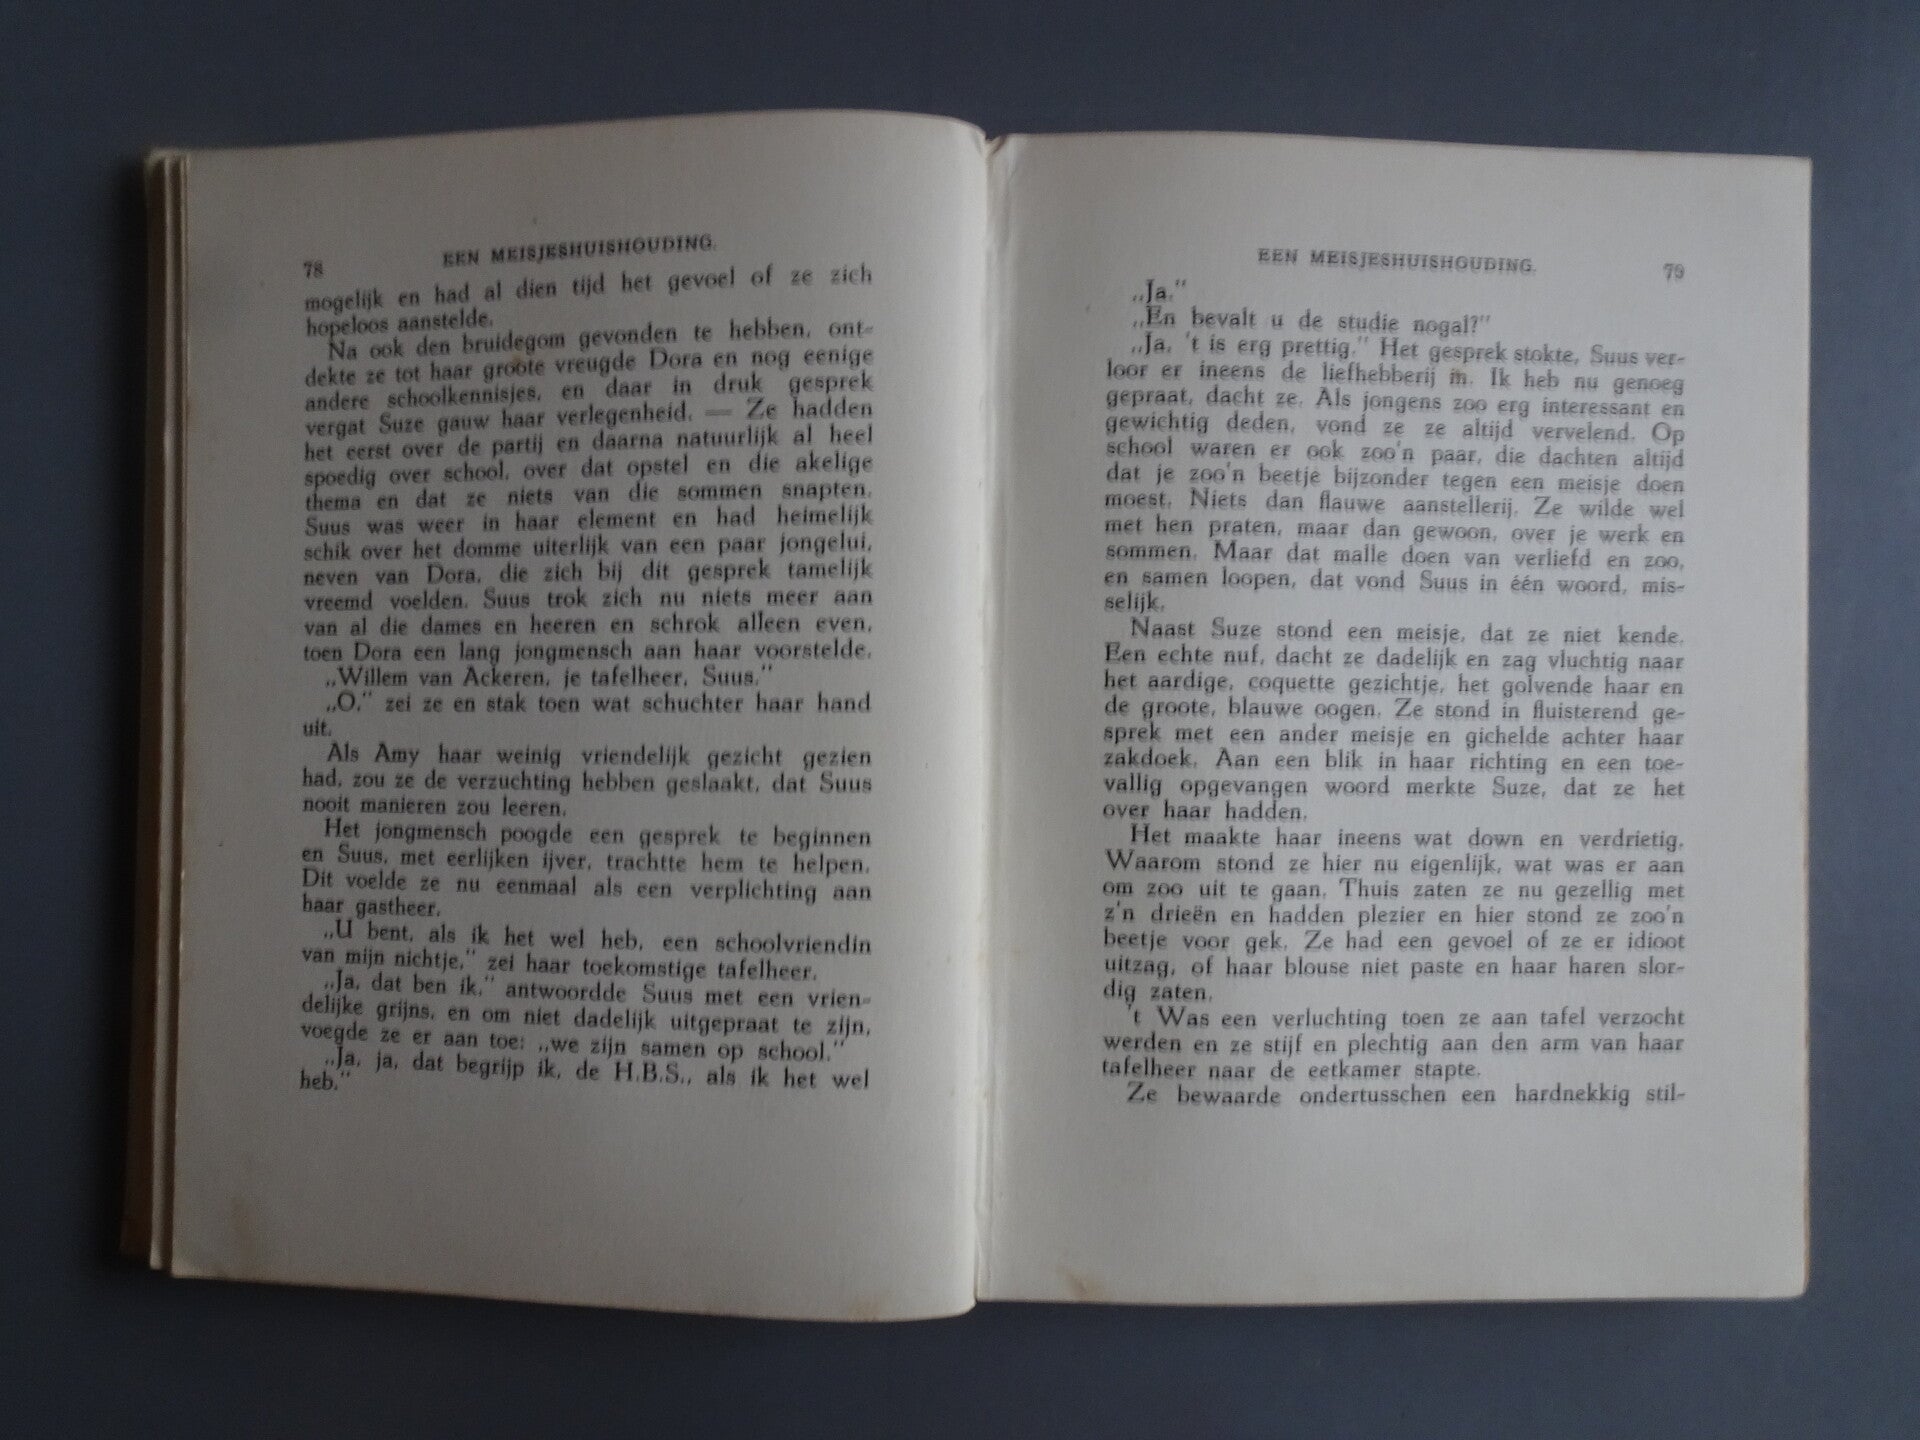 78
EEN MEISJESHUISHOUDING.
mogelijk en had al dien tijd het gevoel of ze zich
hopeloos aanstelde.
Na ook den bruidegom gevonden te hebben, ont-
dekte ze tot haar groote vreugde Dora en nog eenige
andere schoolkennisjes, en daar in druk gesprek
vergat Suze gauw haar verlegenheid. — Ze hadden
het eerst over de partij en daarna natuurlijk al heel
spoedig over school, over dat opstel en die akelige
thema en dat ze niets van die sommen snapten.
Suus was weer in haar element en had heimelijk
schik over het domme uiterlijk van een paar jongelui,
neven van Dora, die zich bij dit gesprek tamelijk
vreemd voelden. Suus trok zich nu niets meer aan
van al die dames en heeren en schrok alleen even,
toen Dora een lang jongmensch aan haar voorstelde.
„Willem van Ackeren, je tafelheer, Suus."
„O," zei ze en stak toen wat schuchter haar hand
uit.
Als Amy haar weinig vriendelijk gezicht gezien
had, zou ze de verzuchting hebben geslaakt, dat Suus
nooit manieren zou leeren.
Het jongmensch poogde een gesprek te beginnen
en Suus, met eerlijken ijver, trachtte hem te helpen.
Dit voelde ze nu eenmaal als een verplichting aan
haar gastheer.
„U bent, als ik het wel heb, een schoolvriendin
van mijn nichtje," zei haar toekomstige tafelheer.
„Ja, dat ben ik," antwoordde Suus met een vrien-
delijke grijns, en om niet dadelijk uitgepraat te zijn,
voegde ze er aan toe: „we zijn samen op school."
„Ja, ja, dat begrijp ik, de H.B.S., als ik het wel
heb."
EEN MEISJESHUISHOUDING.
79
„Ja."
„En bevalt u de studie nogal?"
„Ja, 't is erg prettig." Het gesprek stokte, Suus ver-
loor er ineens de liefhebberij in. Ik heb nu genoeg
gepraat, dacht ze. Als jongens zoo erg interessant en
gewichtig deden, vond ze ze altijd vervelend. Op
school waren er ook zoo'n paar, die dachten altijd
dat je zoo'n beetje bijzonder tegen een meisje doen
moest. Niets dan flauwe aanstellerij. Ze wilde wel
met hen praten, maar dan gewoon, over je werk en
sommen. Maar dat malle doen van verliefd en zoo,
en samen loopen, dat vond Suus in één woord, mis-
selijk.
Naast Suze stond een meisje, dat ze niet kende.
Een echte nuf, dacht ze dadelijk en zag vluchtig naar
het aardige, coquette gezichtje, het golvende haar en
de groote, blauwe oogen. Ze stond in fluisterend ge-
sprek met een ander meisje en gichelde achter haar
zakdoek. Aan een blik in haar richting en een toe-
vallig opgevangen woord merkte Suze, dat ze het
over haar hadden.
Het maakte haar ineens wat down en verdrietig.
Waarom stond ze hier nu eigenlijk, wat was er aan
om zoo uit te gaan. Thuis zaten ze nu gezellig met
z'n drieën en hadden plezier en hier stond ze zoo'n
beetje voor gek. Ze had een gevoel of ze er idioot
uitzag, of haar blouse niet paste en haar haren slor-
dig zaten.
't Was een verluchting toen ze aan tafel verzocht
werden en ze stijf en plechtig aan den arm van haar
tafelheer naar de eetkamer stapte.
Ze bewaarde ondertusschen een hardnekkig stil-